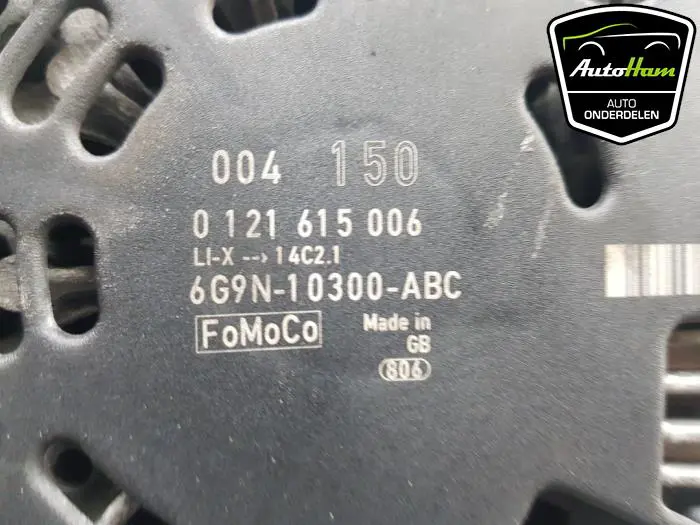 AutoHam
AUTO
ONDERDELEN
004 150
0 121 615 006
LI-X --> 14C2.1
6G9N-10300-ABC
FoMoCo
Made in
GB
806